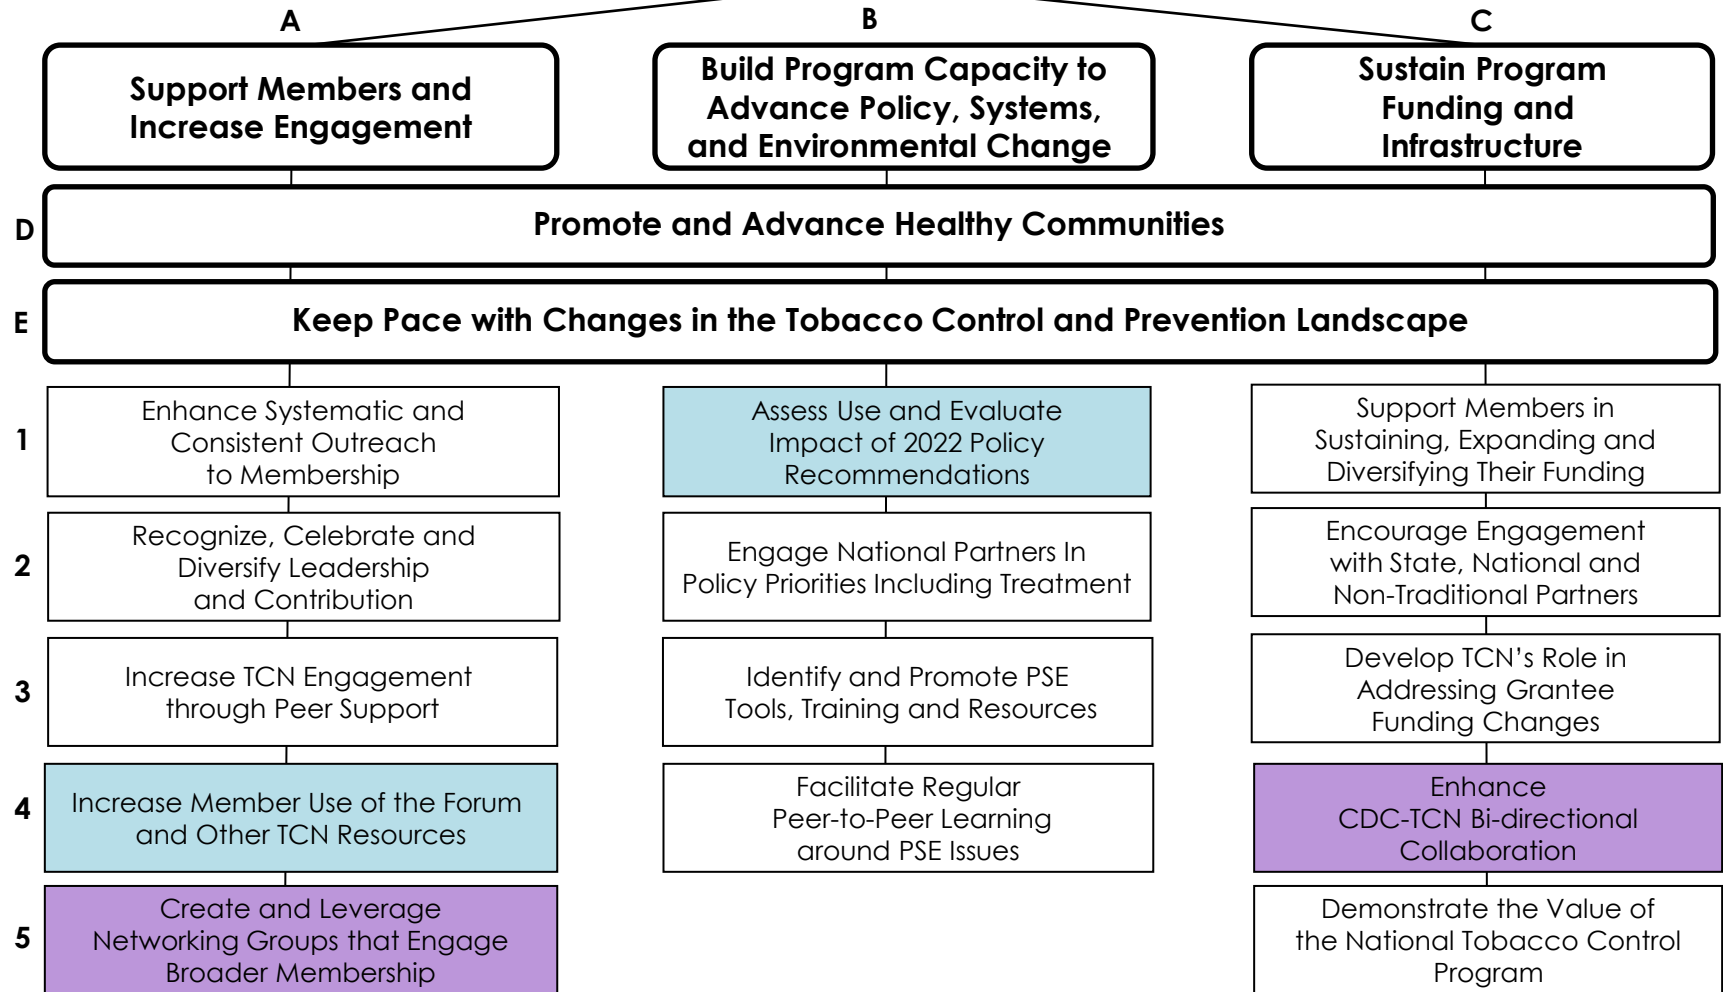 A
B
C
Support Members and
Increase Engagement
Build Program Capacity to
Advance Policy, Systems,
and Environmental Change
Sustain Program
Funding and
Infrastructure
D
Promote and Advance Healthy Communities
E
Keep Pace with Changes in the Tobacco Control and Prevention Landscape
1
Enhance Systematic and
Consistent Outreach
to Membership
Assess Use and Evaluate
Impact of 2022 Policy
Recommendations
Support Members in
Sustaining, Expanding and
Diversifying Their Funding
2
Recognize, Celebrate and
Diversify Leadership
and Contribution
Engage National Partners In
Policy Priorities Including Treatment
Encourage Engagement
with State, National and
Non-Traditional Partners
3
Increase TCN Engagement
through Peer Support
Identify and Promote PSE
Tools, Training and Resources
Develop TCN’s Role in
Addressing Grantee
Funding Changes
4
Increase Member Use of the Forum
and Other TCN Resources
Facilitate Regular
Peer-to-Peer Learning
around PSE Issues
Enhance
CDC-TCN Bi-directional
Collaboration
5
Create and Leverage
Networking Groups that Engage
Broader Membership
Demonstrate the Value of
the National Tobacco Control
Program